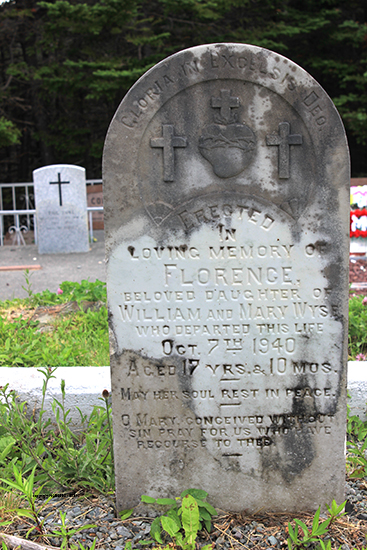 GLORIA IN EXCELSIS DEO.
ERECTED
IN
LOVING MEMORY OF
FLORENCE,
BELOVED DAUGHTER OF
WILLIAM AND MARY WYSE
WHO DEPARTED THIS LIFE
OCT. 7TH 1940
AGED 17 YRS. & 10 MOS.
MAY HER SOUL REST IN PEACE.
O MARY, CONCEIVED WITHOUT
SIN PRAY FOR US WHO HAVE
RECOURSE TO THEE